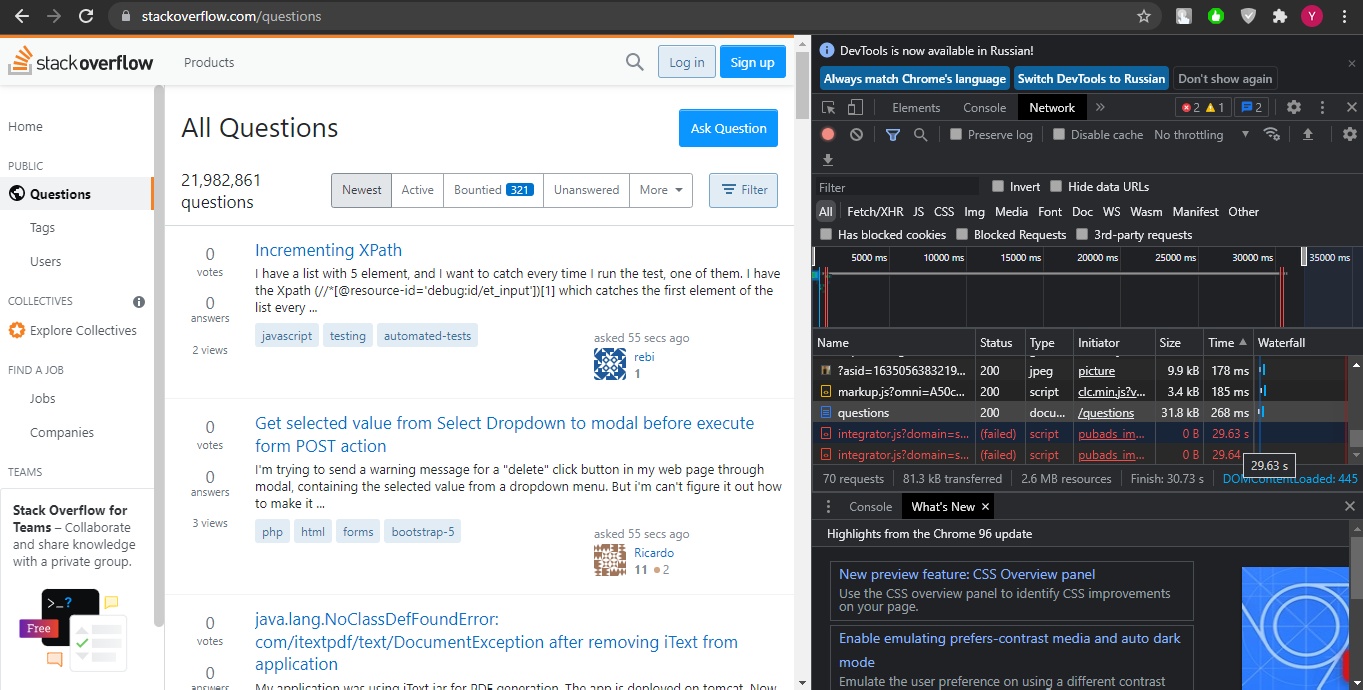 stackoverflow.com/questions
Y
stackoverflow
Products
Log in
Sign up
Home
PUBLIC
Questions
Tags
Users
COLLECTIVES
Explore Collectives
FIND A JOB
Jobs
Companies
TEAMS
Stack Overflow for
Teams – Collaborate
and share knowledge
with a private group.
>_?
Free
All Questions
Ask Question
21,982,861
questions
Newest
Active
Bountied 321
Unanswered
More
Filter
0
votes
0
answers
2 views
Incrementing XPath
I have a list with 5 element, and I want to catch every time I run the test, one of them. I have
the Xpath (//*[@resource-id='debug:id/et_input'])[1] which catches the first element of the
list every ...
javascript testing automated-tests
asked 55 secs ago
rebi
1
0
votes
0
answers
3 views
Get selected value from Select Dropdown to modal before execute
form POST action
I'm trying to send a warning message for a "delete" click button in my web page through
modal, containing the selected value from a dropdown menu. But i'm can't figure it out how
to make it ...
php html forms bootstrap-5
asked 55 secs ago
Ricardo
11 2
0
votes
0
answers
java.lang.NoClassDefFoundError:
com/itextpdf/text/DocumentException after removing iText from
application
My application was using iText jar for PDF generation. The app is deployed on tomcat. Now
DevTools is now available in Russian!
Always match Chrome's language
Switch DevTools to Russian
Don't show again
Elements
Console
Network
2
1
2
Preserve log
Disable cache
No throttling
Filter
Invert
Hide data URLs
All
Fetch/XHR JS CSS Img Media Font Doc WS Wasm Manifest Other
Has blocked cookies
Blocked Requests
3rd-party requests
5000 ms 10000 ms 15000 ms 20000 ms 25000 ms 30000 ms 35000 ms
Name Status Type Initiator Size Time Waterfall
?asid=1635056383219... 200 jpeg picture 9.9 kB 178 ms
markup.js?omni=A50c... 200 script clc.min.js?v... 3.4 kB 185 ms
questions 200 docu... /questions 31.8 kB 268 ms
integrator.js?domain=s... (failed) script pubads_im... 0 B 29.63 s
integrator.js?domain=s... (failed) script pubads_im... 0 B 29.64
29.63 s
70 requests 81.3 kB transferred 2.6 MB resources Finish: 30.73 s DOMContentLoaded: 445
Console
What's New
Highlights from the Chrome 96 update
New preview feature: CSS Overview panel
Use the CSS overview panel to identify CSS improvements
on your page.
Enable emulating prefers-contrast media and auto dark
mode
Emulate the user preference on using a different contrast